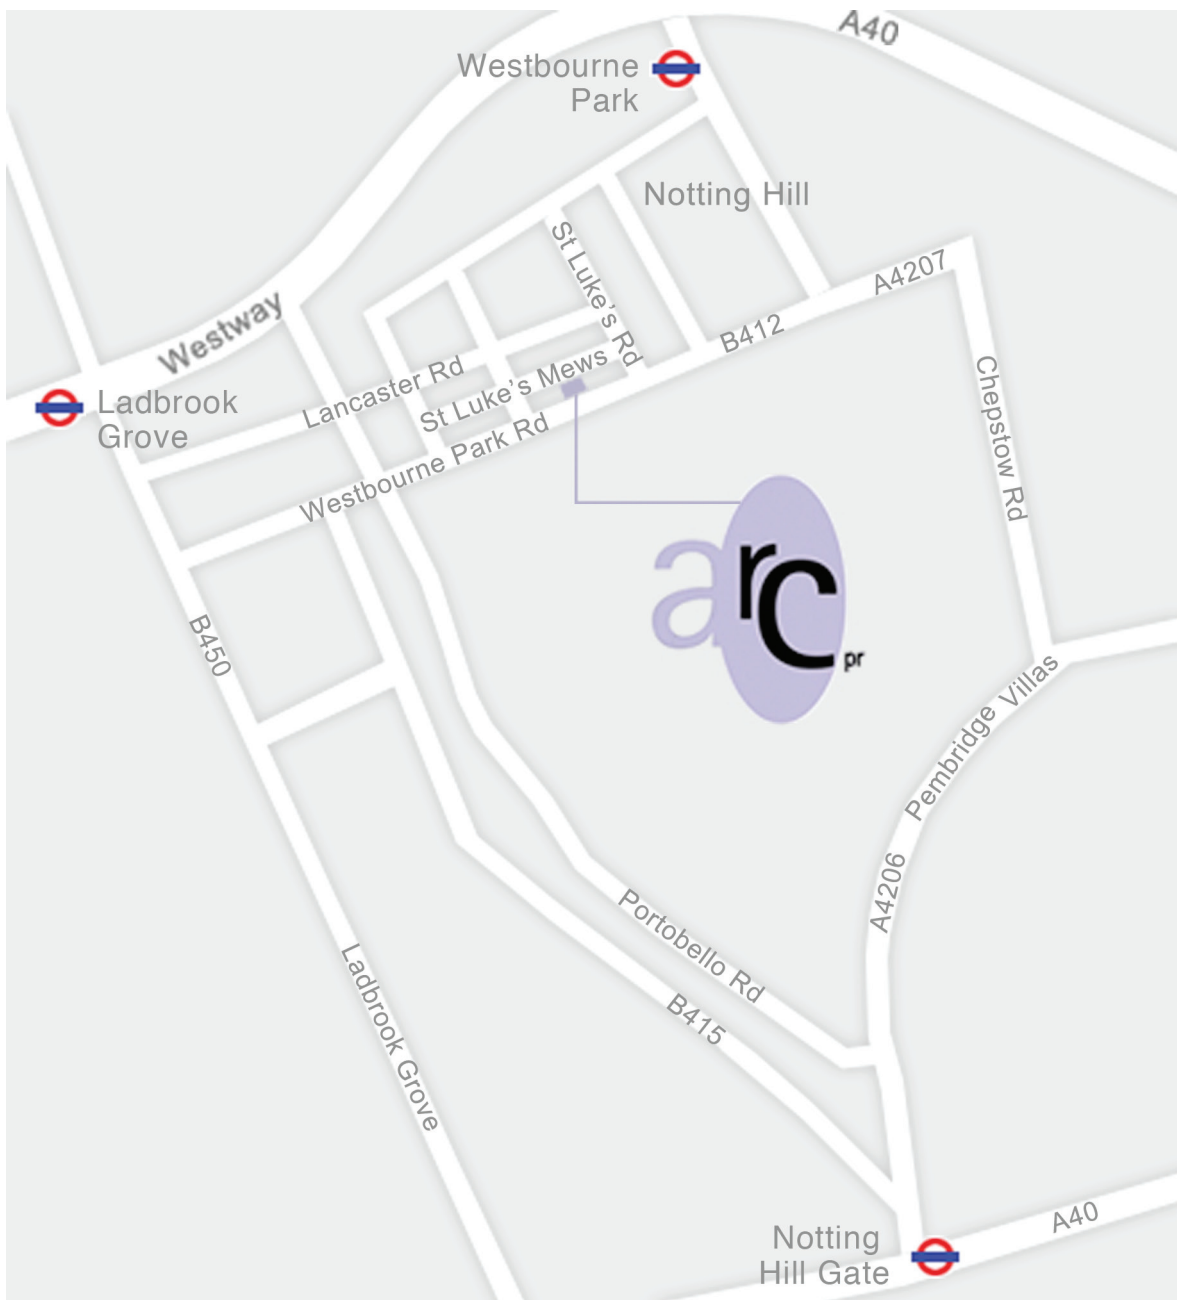 A40
Westbourne
Park
Notting Hill
St Luke's Rd
A4207
B412
Westway
Lancaster Rd
St Luke's Mews
Westbourne Park Rd
Chepstow Rd
Ladbrook
Grove
arc
pr
B450
Pembridge Villas
A4206
Portobello Rd
B415
Ladbrook Grove
A40
Notting
Hill Gate